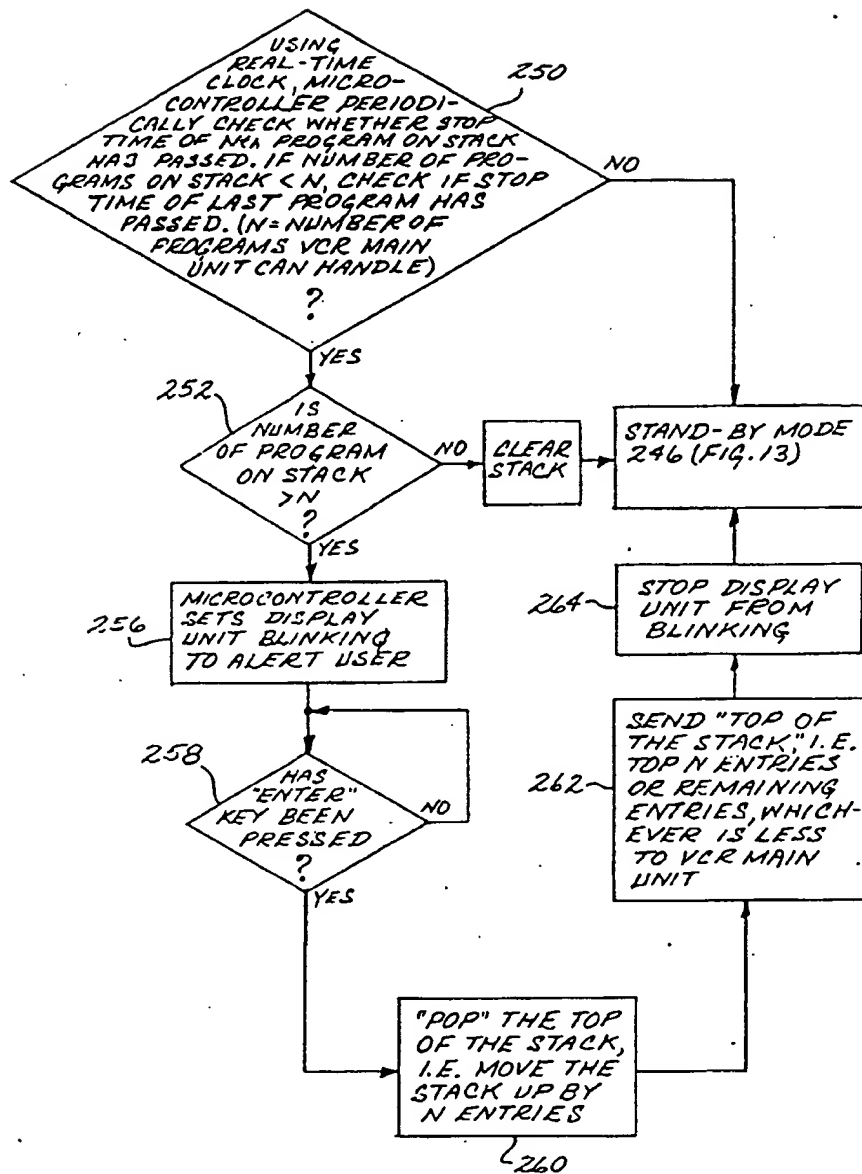 USING
REAL-TIME
CLOCK, MICRO-
CONTROLLER PERIODI-
CALLY CHECK WHETHER STOP
TIME OF Nth PROGRAM ON STACK
HAS PASSED. IF NUMBER OF PRO-
GRAMS ON STACK < N, CHECK IF STOP
TIME OF LAST PROGRAM HAS
PASSED. (N = NUMBER OF
PROGRAMS VCR MAIN
UNIT CAN HANDLE)
?
250
NO
YES
252
IS
NUMBER
OF PROGRAM
ON STACK
>N
?
NO
CLEAR
STACK
STAND-BY MODE
246 (FIG. 13)
YES
256
MICROCONTROLLER
SETS DISPLAY
UNIT BLINKING
TO ALERT USER
264
STOP DISPLAY
UNIT FROM
BLINKING
258
HAS
"ENTER"
KEY BEEN
PRESSED
?
NO
YES
262
SEND "TOP OF
THE STACK," I.E.
TOP N ENTRIES
OR REMAINING
ENTRIES, WHICH-
EVER IS LESS
TO VCR MAIN
UNIT
"POP" THE TOP
OF THE STACK,
I.E. MOVE THE
STACK UP BY
N ENTRIES
260